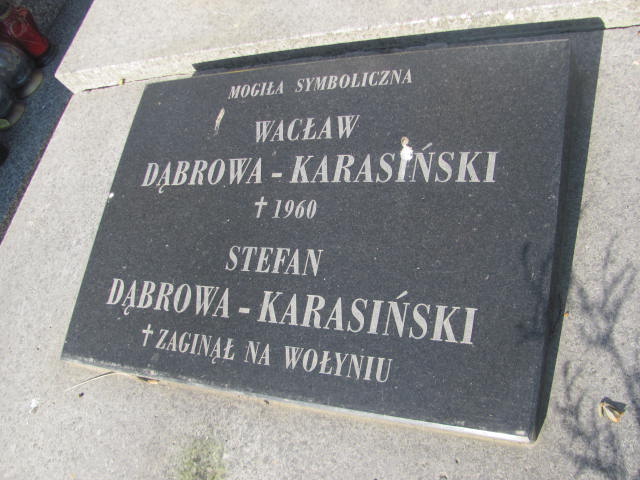 MOGIŁA SYMBOLICZNA
WACŁAW
DĄBROWA - KARASIŃSKI
† 1960
STEFAN
DĄBROWA - KARASIŃSKI
† ZAGINĄŁ NA WOŁYNIU